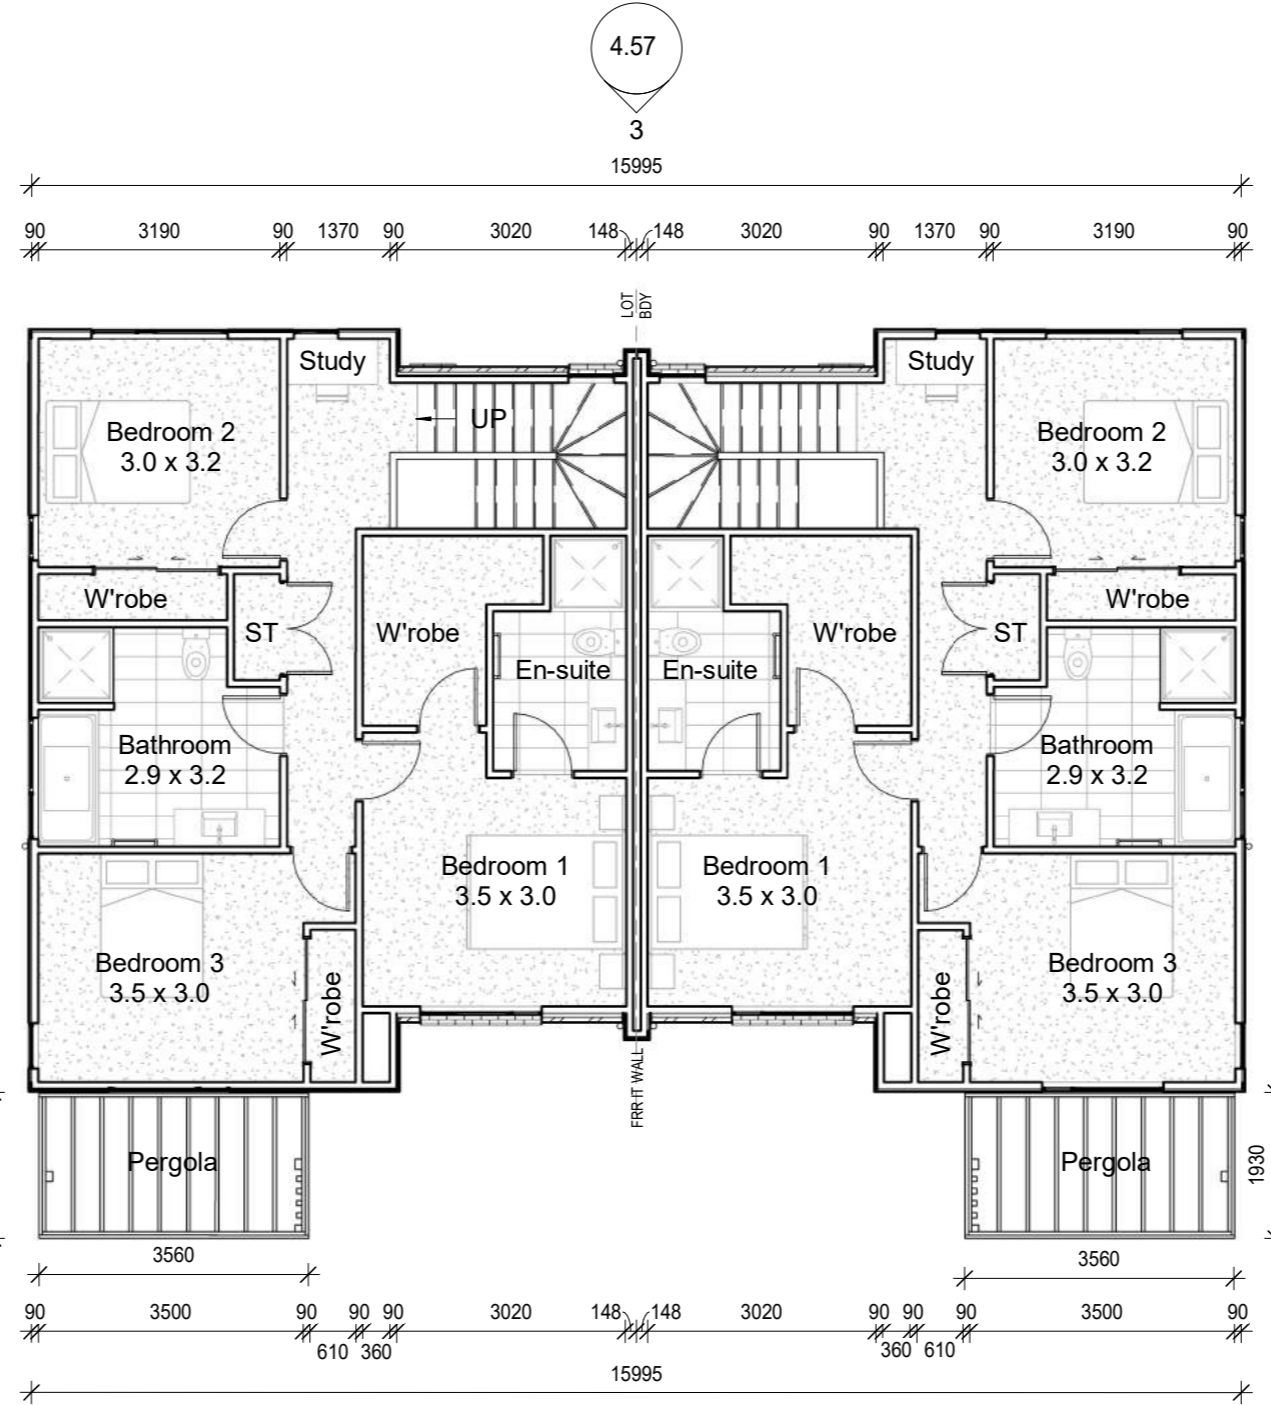 4.57
3
15995
90 3190 90 1370 90 3020 148 148 3020 90 1370 90 3190 90
LOT
BDY
Study
Study
UP
Bedroom 2
3.0 x 3.2
Bedroom 2
3.0 x 3.2
W'robe
ST
W'robe
W'robe
ST
W'robe
En-suite
En-suite
Bathroom
2.9 x 3.2
Bathroom
2.9 x 3.2
Bedroom 1
3.5 x 3.0
Bedroom 1
3.5 x 3.0
Bedroom 3
3.5 x 3.0
W'robe
W'robe
Bedroom 3
3.5 x 3.0
FRR IT WALL
Pergola
Pergola
1930
3560
3560
90 3500 90 90 90 3020 148 148 3020 90 90 90 3500 90
610 360 360 610
15995